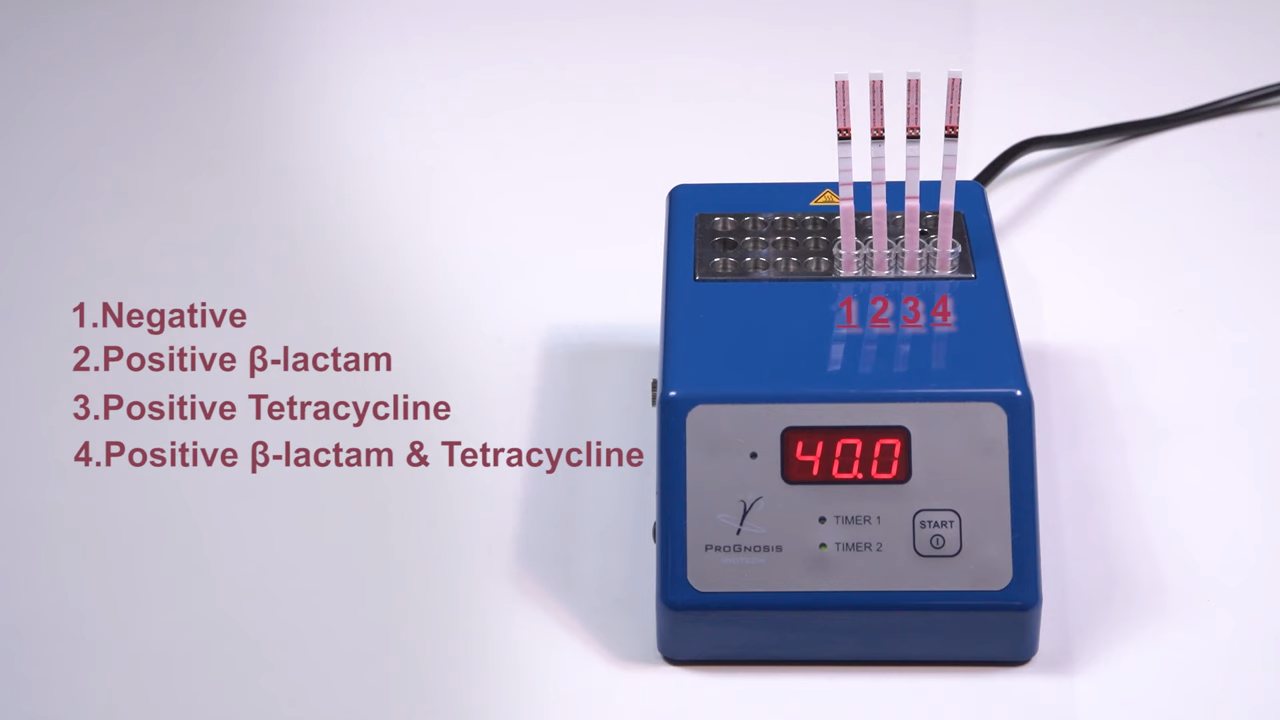 1.Negative
2.Positive β-lactam
3.Positive Tetracycline
4.Positive β-lactam & Tetracycline
1 2 3 4
40.0
TIMER 1
TIMER 2
START
PROGNOSIS
BIOTECH